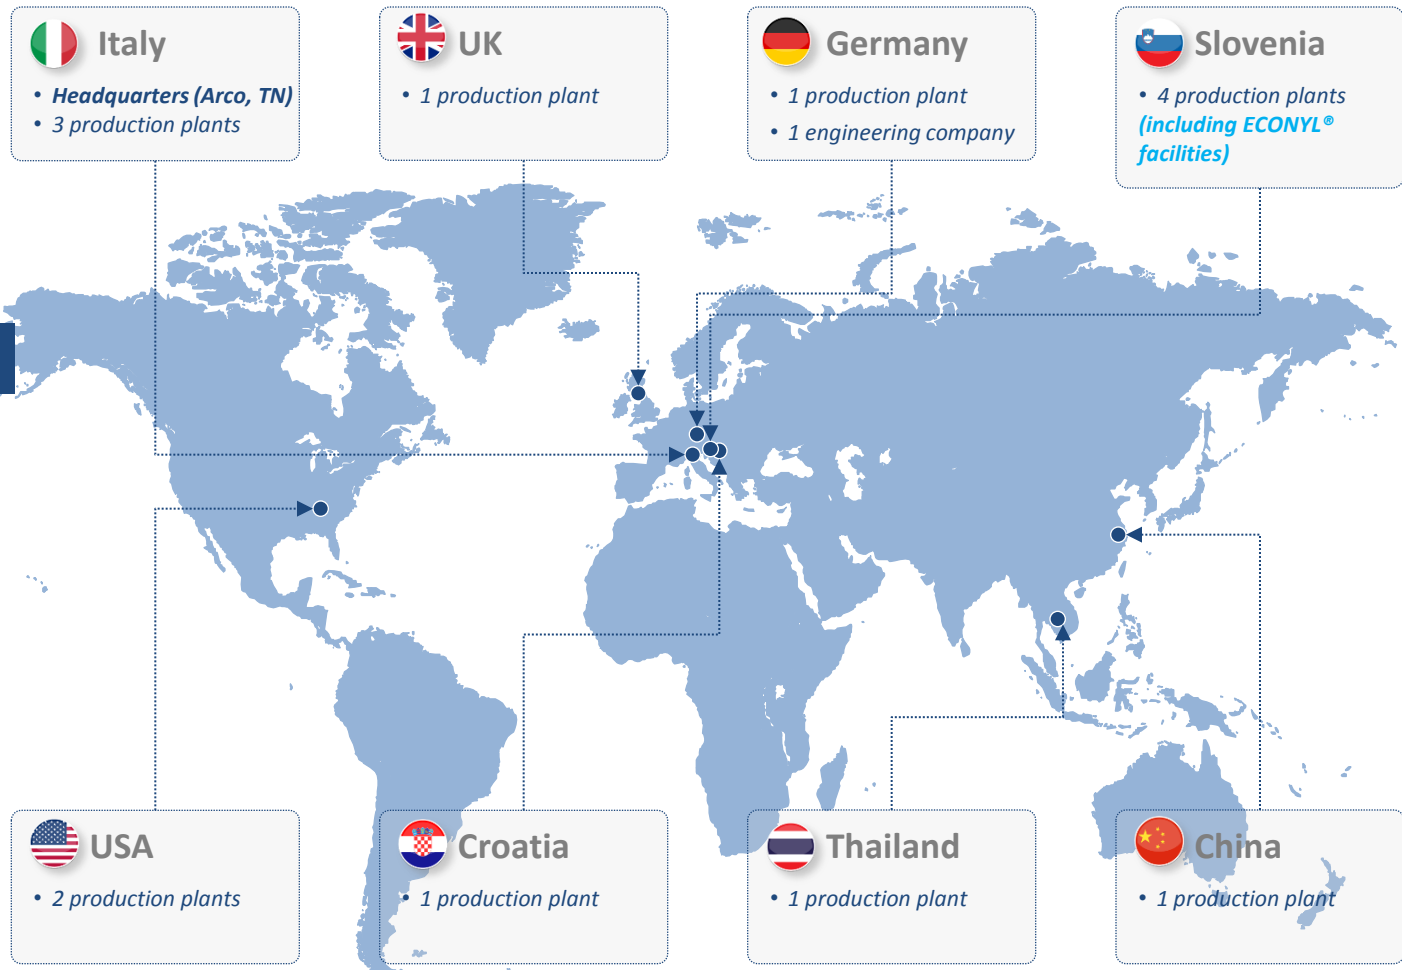 Italy
• Headquarters (Arco, TN)
• 3 production plants
UK
• 1 production plant
Germany
• 1 production plant
• 1 engineering company
Slovenia
• 4 production plants
(including ECONYL®
facilities)
USA
• 2 production plants
Croatia
• 1 production plant
Thailand
• 1 production plant
China
• 1 production plant